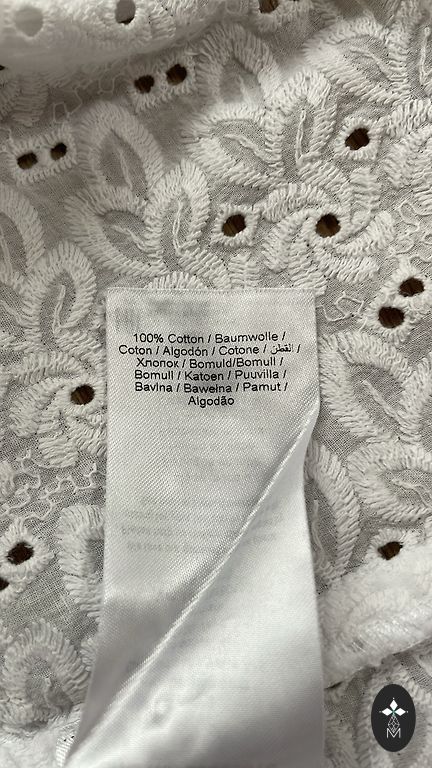 100% Cotton / Baumwolle /
Coton / Algodón / Cotone / القطن /
Хлопок / Bomuld/Bomull /
Bomull / Katoen / Puuvilla /
Bavlna / Bawełna / Pamut /
Algodão
M